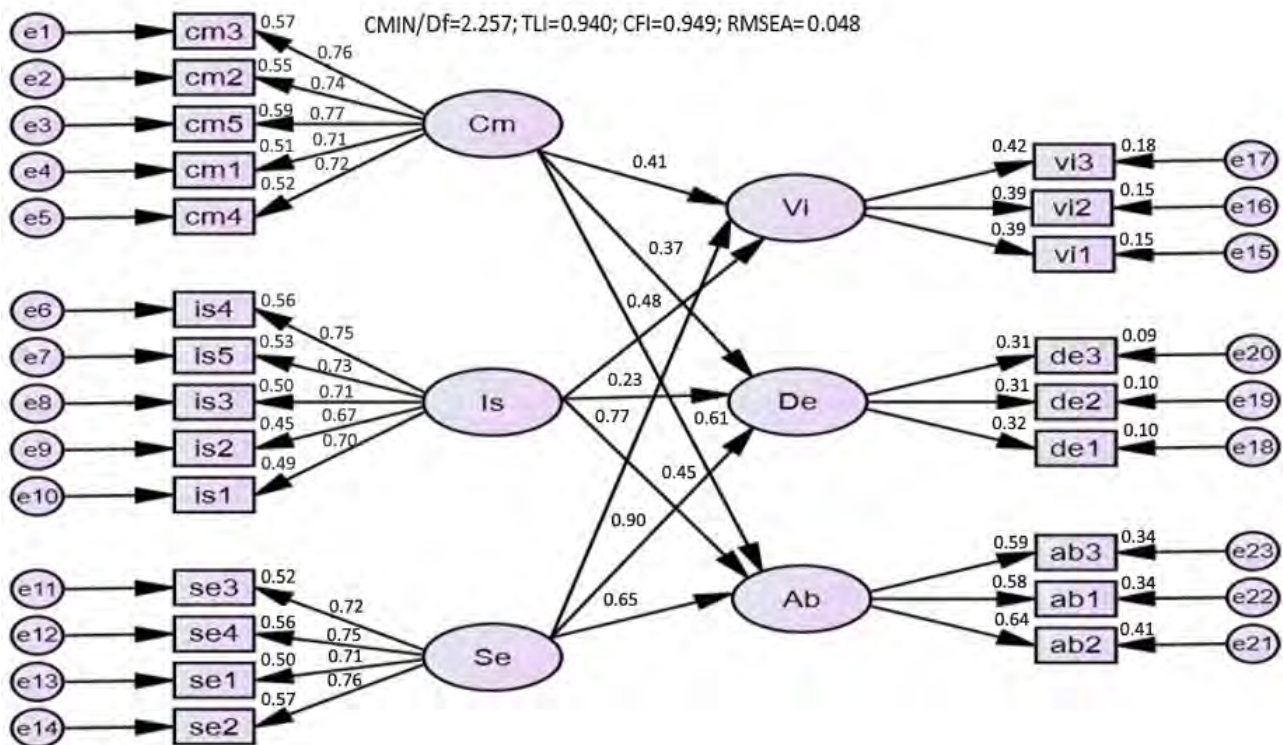 CMIN/Df=2.257; TLI=0.940; CFI=0.949; RMSEA= 0.048
e1 cm3 0.57 0.76
e2 cm2 0.55 0.74
e3 cm5 0.59 0.77
e4 cm1 0.51 0.71
e5 cm4 0.52 0.72
Cm
e6 is4 0.56 0.75
e7 is5 0.53 0.73
e8 is3 0.50 0.71
e9 is2 0.45 0.67
e10 is1 0.49 0.70
Is
e11 se3 0.52 0.72
e12 se4 0.56 0.75
e13 se1 0.50 0.71
e14 se2 0.57 0.76
Se
0.41
0.37
0.48
0.23
0.77
0.61
0.45
0.90
0.65
Vi
0.42 vi3 0.18 e17
0.39 vi2 0.15 e16
0.39 vi1 0.15 e15
De
0.31 de3 0.09 e20
0.31 de2 0.10 e19
0.32 de1 0.10 e18
Ab
0.59 ab3 0.34 e23
0.58 ab1 0.34 e22
0.64 ab2 0.41 e21